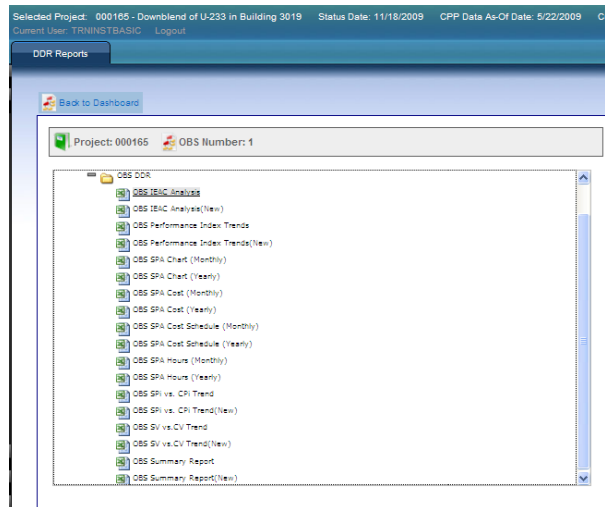 Selected Project: 000165 - Downblend of U-233 in Building 3019 Status Date: 11/18/2009 CPP Data As-Of Date: 5/22/2009 C
Current User: TRNINSTBASIC Logout
DDR Reports
Back to Dashboard
Project: 000165 OBS Number: 1
OBS DDR
OBS IEAC Analysis
OBS IEAC Analysis(New)
OBS Performance Index Trends
OBS Performance Index Trends(New)
OBS SPA Chart (Monthly)
OBS SPA Chart (Yearly)
OBS SPA Cost (Monthly)
OBS SPA Cost (Yearly)
OBS SPA Cost Schedule (Monthly)
OBS SPA Cost Schedule (Yearly)
OBS SPA Hours (Monthly)
OBS SPA Hours (Yearly)
OBS SPi vs. CPi Trend
OBS SPi vs. CPi Trend(New)
OBS SV vs.CV Trend
OBS SV vs.CV Trend(New)
OBS Summary Report
OBS Summary Report(New)